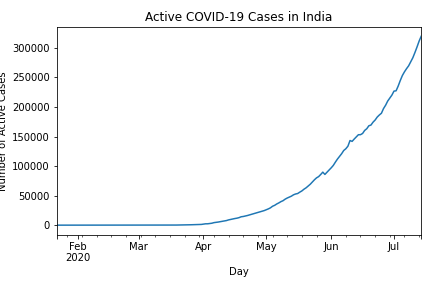 Active COVID-19 Cases in India
Number of Active Cases
300000
250000
200000
150000
100000
50000
0
Feb
2020
Mar
Apr
May
Jun
Jul
Day